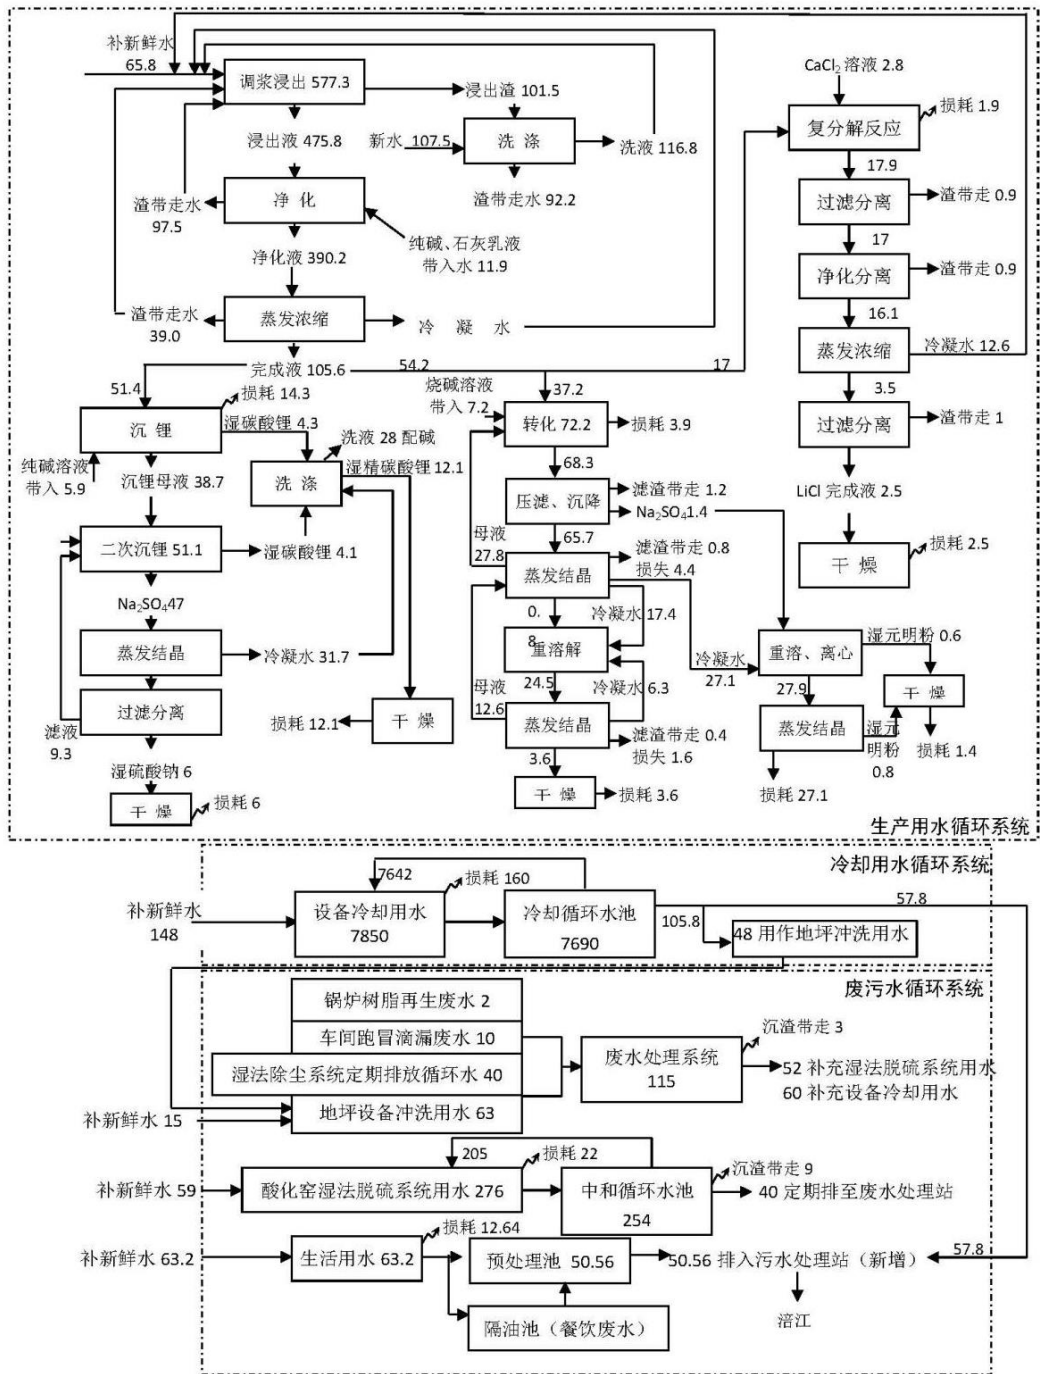 补新鲜水
65.8
调浆浸出 577.3
浸出渣 101.5
浸出液 475.8
新水 107.5
洗 涤
洗液 116.8
渣带走水 92.2
渣带走水
97.5
净 化
纯碱、石灰乳液
带入水 11.9
净化液 390.2
渣带走水
39.0
蒸发浓缩
冷 凝 水
完成液 105.6
54.2
17
CaCl₂ 溶液 2.8
复分解反应
损耗 1.9
17.9
过滤分离
渣带走 0.9
17
净化分离
渣带走 0.9
16.1
蒸发浓缩
冷凝水 12.6
3.5
过滤分离
渣带走 1
LiCl 完成液 2.5
干 燥
损耗 2.5
51.4
损耗 14.3
沉 锂
湿碳酸锂 4.3
洗液 28 配碱
湿精碳酸锂 12.1
洗 涤
纯碱溶液
带入 5.9
沉锂母液 38.7
二次沉锂 51.1
湿碳酸锂 4.1
Na₂SO₄47
蒸发结晶
冷凝水 31.7
过滤分离
滤液
9.3
湿硫酸钠 6
干 燥
损耗 6
损耗 12.1
干 燥
烧碱溶液
带入 7.2
37.2
转化 72.2
损耗 3.9
68.3
压滤、沉降
滤渣带走 1.2
Na₂SO₄1.4
母液
27.8
65.7
滤渣带走 0.8
损失 4.4
蒸发结晶
0.
8
冷凝水 17.4
重溶解
24.5
冷凝水 6.3
母液
12.6
蒸发结晶
滤渣带走 0.4
损失 1.6
3.6
干 燥
损耗 3.6
冷凝水
27.1
重溶、离心
湿元明粉 0.6
27.9
干 燥
蒸发结晶
湿元
明粉
0.8
损耗 1.4
损耗 27.1
生产用水循环系统
冷却用水循环系统
7642
损耗 160
补新鲜水
148
设备冷却用水
7850
冷却循环水池
7690
57.8
105.8
48 用作地坪冲洗用水
废污水循环系统
锅炉树脂再生废水 2
车间跑冒滴漏废水 10
湿法除尘系统定期排放循环水 40
地坪设备冲洗用水 63
补新鲜水 15
废水处理系统
115
沉渣带走 3
52 补充湿法脱硫系统用水
60 补充设备冷却用水
205
损耗 22
补新鲜水 59
酸化窑湿法脱硫系统用水 276
中和循环水池
254
沉渣带走 9
40 定期排至废水处理站
损耗 12.64
补新鲜水 63.2
生活用水 63.2
预处理池 50.56
50.56 排入污水处理站（新增）
57.8
隔油池（餐饮废水）
涪江